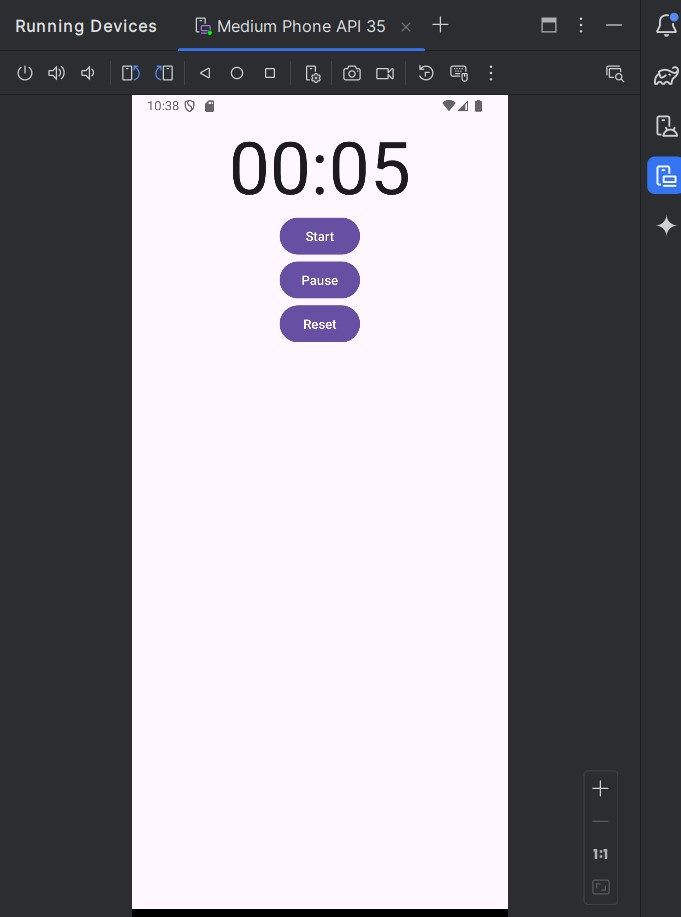 Running Devices
Medium Phone API 35
10:38
00:05
Start
Pause
Reset
1:1